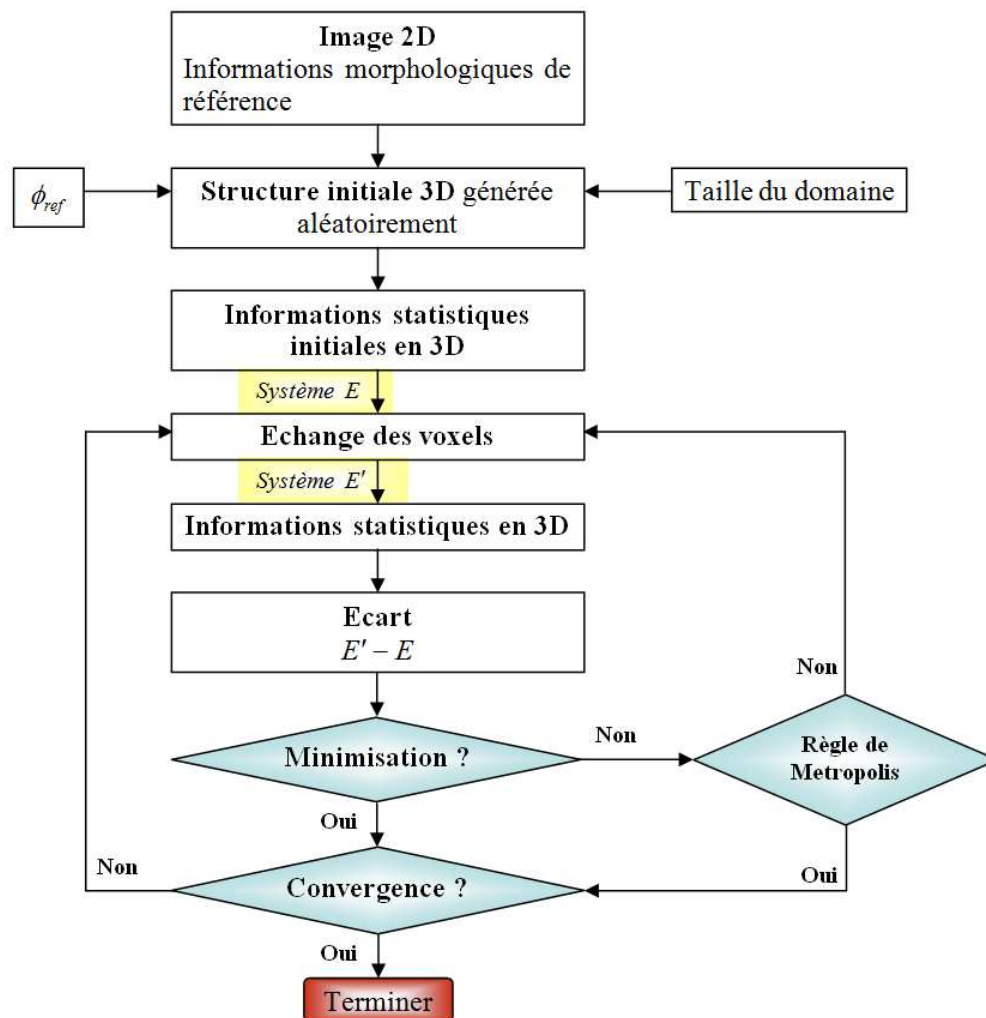 Image 2D
Informations morphologiques de
référence
ϕref
Structure initiale 3D générée
aléatoirement
Taille du domaine
Informations statistiques
initiales en 3D
Système E
Echange des voxels
Système E'
Informations statistiques en 3D
Ecart
E' – E
Non
Minimisation ?
Non
Règle de
Metropolis
Oui
Non
Convergence ?
Oui
Oui
Terminer